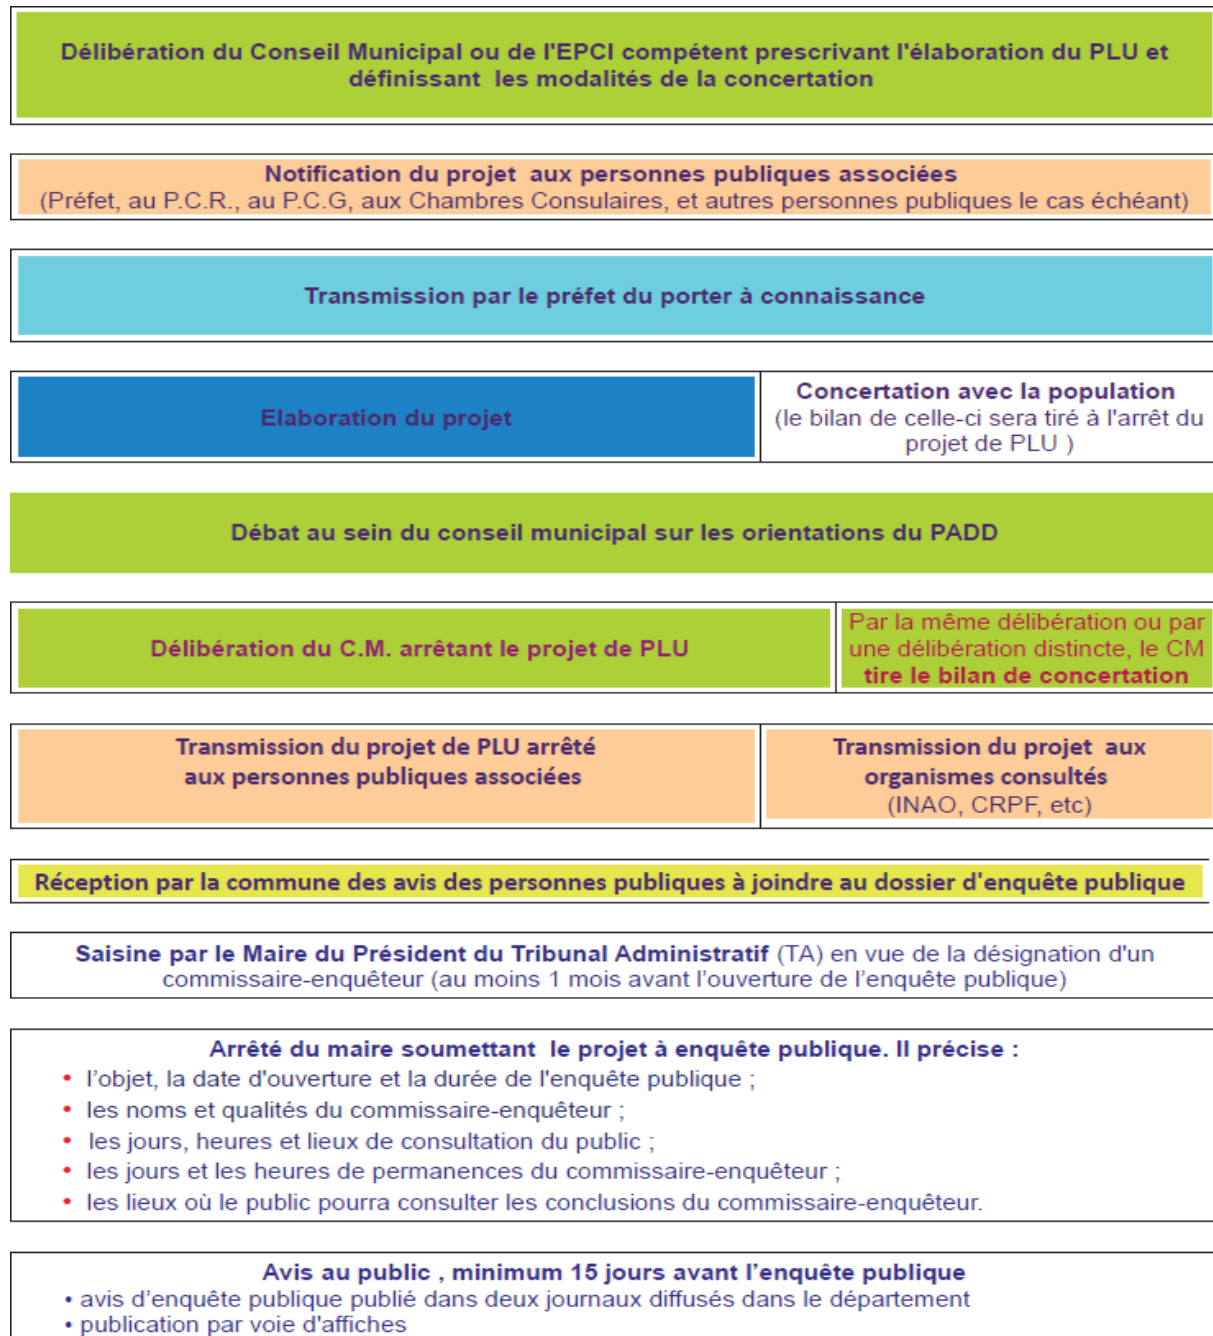 Délibération du Conseil Municipal ou de l'EPCI compétent prescrivant l'élaboration du PLU et
définissant les modalités de la concertation
Notification du projet aux personnes publiques associées
(Préfet, au P.C.R., au P.C.G, aux Chambres Consulaires, et autres personnes publiques le cas échéant)
Transmission par le préfet du porter à connaissance
Elaboration du projet
Concertation avec la population
(le bilan de celle-ci sera tiré à l'arrêt du
projet de PLU )
Débat au sein du conseil municipal sur les orientations du PADD
Délibération du C.M. arrêtant le projet de PLU
Par la même délibération ou par
une délibération distincte, le CM
tire le bilan de concertation
Transmission du projet de PLU arrêté
aux personnes publiques associées
Transmission du projet aux
organismes consultés
(INAO, CRPF, etc)
Réception par la commune des avis des personnes publiques à joindre au dossier d'enquête publique
Saisine par le Maire du Président du Tribunal Administratif (TA) en vue de la désignation d'un
commissaire-enquêteur (au moins 1 mois avant l’ouverture de l’enquête publique)
Arrêté du maire soumettant le projet à enquête publique. Il précise :
• l’objet, la date d'ouverture et la durée de l'enquête publique ;
• les noms et qualités du commissaire-enquêteur ;
• les jours, heures et lieux de consultation du public ;
• les jours et les heures de permanences du commissaire-enquêteur ;
• les lieux où le public pourra consulter les conclusions du commissaire-enquêteur.
Avis au public , minimum 15 jours avant l’enquête publique
• avis d’enquête publique publié dans deux journaux diffusés dans le département
• publication par voie d'affiches